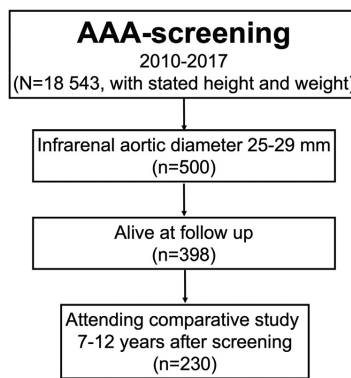 AAA-screening
2010-2017
(N=18 543, with stated height and weight)
Infrarenal aortic diameter 25-29 mm
(n=500)
Alive at follow up
(n=398)
Attending comparative study
7-12 years after screening
(n=230)